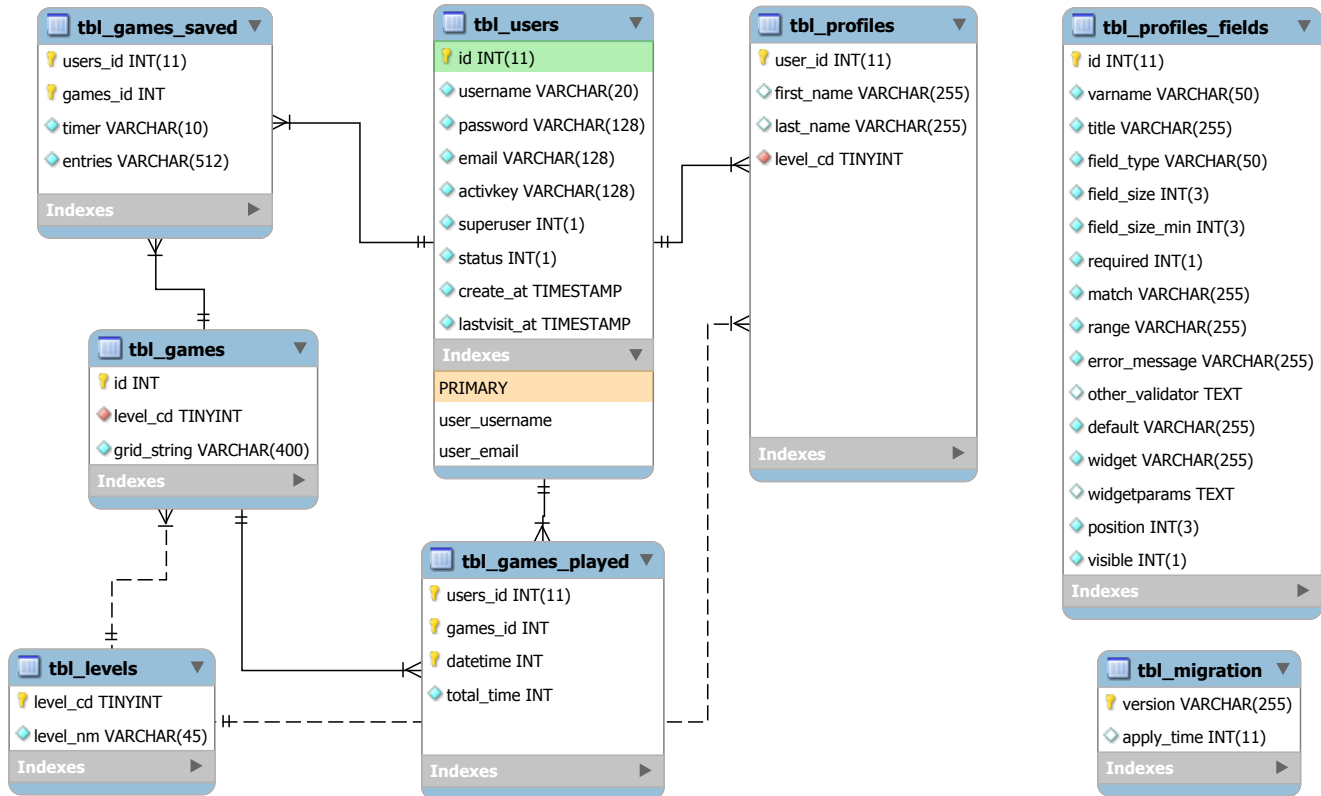 tbl_games_saved
users_id INT(11)
games_id INT
timer VARCHAR(10)
entries VARCHAR(512)
Indexes
tbl_users
id INT(11)
username VARCHAR(20)
password VARCHAR(128)
email VARCHAR(128)
activkey VARCHAR(128)
superuser INT(1)
status INT(1)
create_at TIMESTAMP
lastvisit_at TIMESTAMP
Indexes
PRIMARY
user_username
user_email
tbl_profiles
user_id INT(11)
first_name VARCHAR(255)
last_name VARCHAR(255)
level_cd TINYINT
Indexes
tbl_profiles_fields
id INT(11)
varname VARCHAR(50)
title VARCHAR(255)
field_type VARCHAR(50)
field_size INT(3)
field_size_min INT(3)
required INT(1)
match VARCHAR(255)
range VARCHAR(255)
error_message VARCHAR(255)
other_validator TEXT
default VARCHAR(255)
widget VARCHAR(255)
widgetparams TEXT
position INT(3)
visible INT(1)
Indexes
tbl_games
id INT
level_cd TINYINT
grid_string VARCHAR(400)
Indexes
tbl_games_played
users_id INT(11)
games_id INT
datetime INT
total_time INT
Indexes
tbl_levels
level_cd TINYINT
level_nm VARCHAR(45)
Indexes
tbl_migration
version VARCHAR(255)
apply_time INT(11)
Indexes